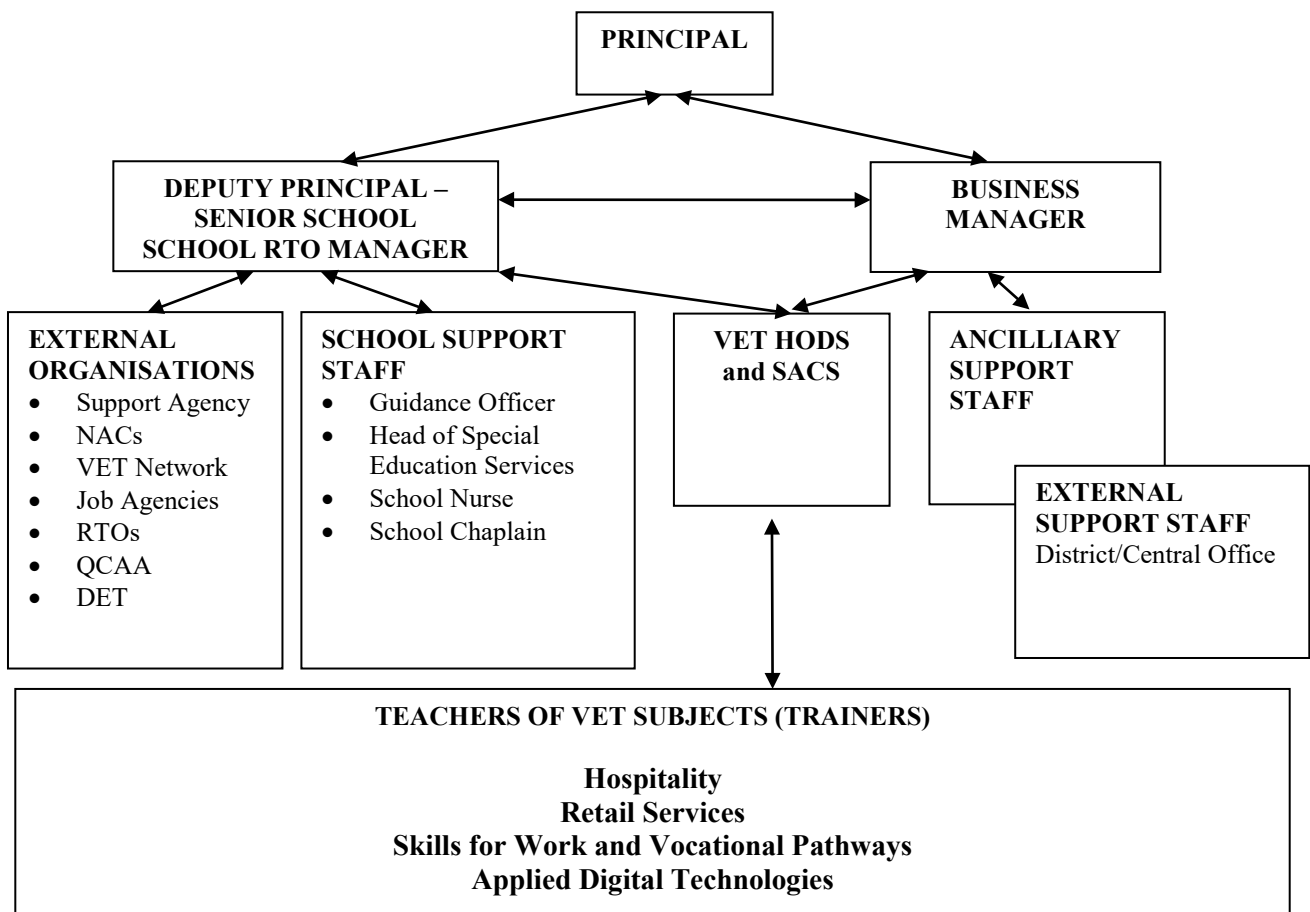 PRINCIPAL
DEPUTY PRINCIPAL –
SENIOR SCHOOL
SCHOOL RTO MANAGER
BUSINESS
MANAGER
EXTERNAL
ORGANISATIONS
• Support Agency
• NACs
• VET Network
• Job Agencies
• RTOs
• QCAA
• DET
SCHOOL SUPPORT
STAFF
• Guidance Officer
• Head of Special
Education Services
• School Nurse
• School Chaplain
VET HODS
and SACS
ANCILLIARY
SUPPORT
STAFF
EXTERNAL
SUPPORT STAFF
District/Central Office
TEACHERS OF VET SUBJECTS (TRAINERS)
Hospitality
Retail Services
Skills for Work and Vocational Pathways
Applied Digital Technologies